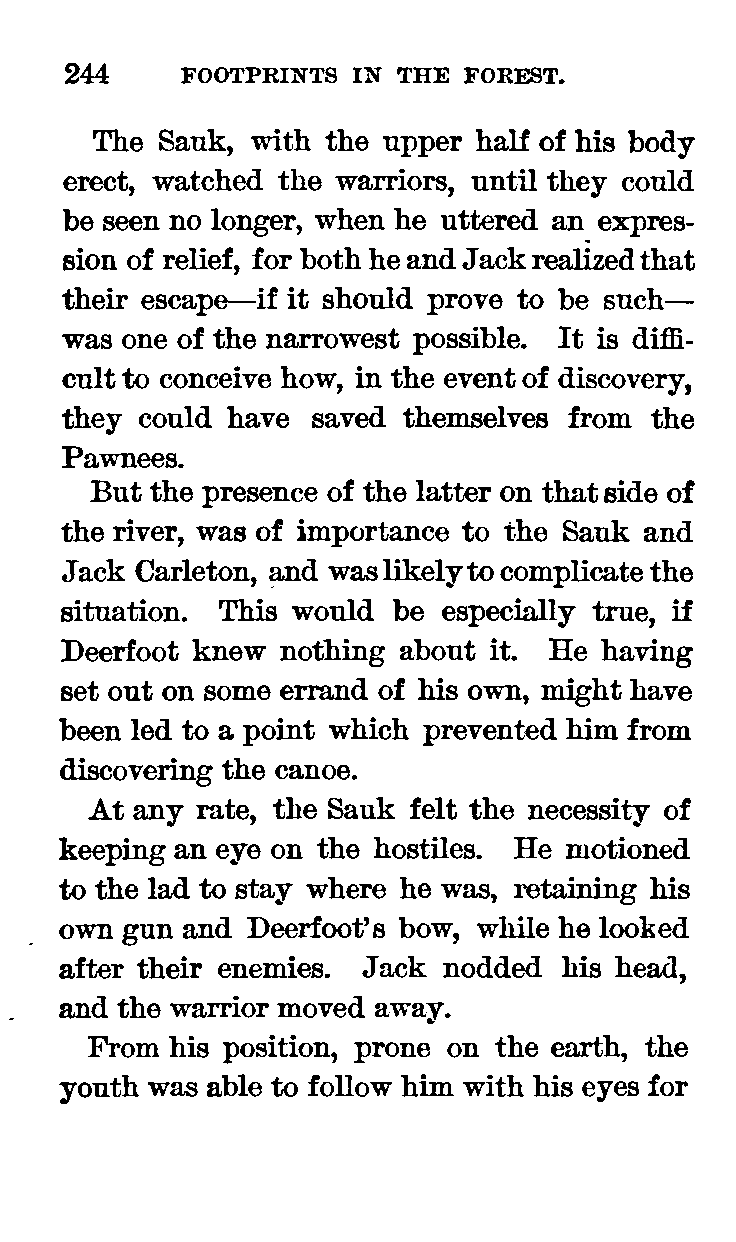 244 FOOTPRINTS IN THE FOREST.
The Sauk, with the upper half of his body
erect, watched the warriors, until they could
be seen no longer, when he uttered an expres-
sion of relief, for both he and Jack realized that
their escape—if it should prove to be such—
was one of the narrowest possible. It is diffi-
cult to conceive how, in the event of discovery,
they could have saved themselves from the
Pawnees.
But the presence of the latter on that side of
the river, was of importance to the Sauk and
Jack Carleton, and was likely to complicate the
situation. This would be especially true, if
Deerfoot knew nothing about it. He having
set out on some errand of his own, might have
been led to a point which prevented him from
discovering the canoe.
At any rate, the Sauk felt the necessity of
keeping an eye on the hostiles. He motioned
to the lad to stay where he was, retaining his
own gun and Deerfoot's bow, while he looked
after their enemies. Jack nodded his head,
and the warrior moved away.
From his position, prone on the earth, the
youth was able to follow him with his eyes for